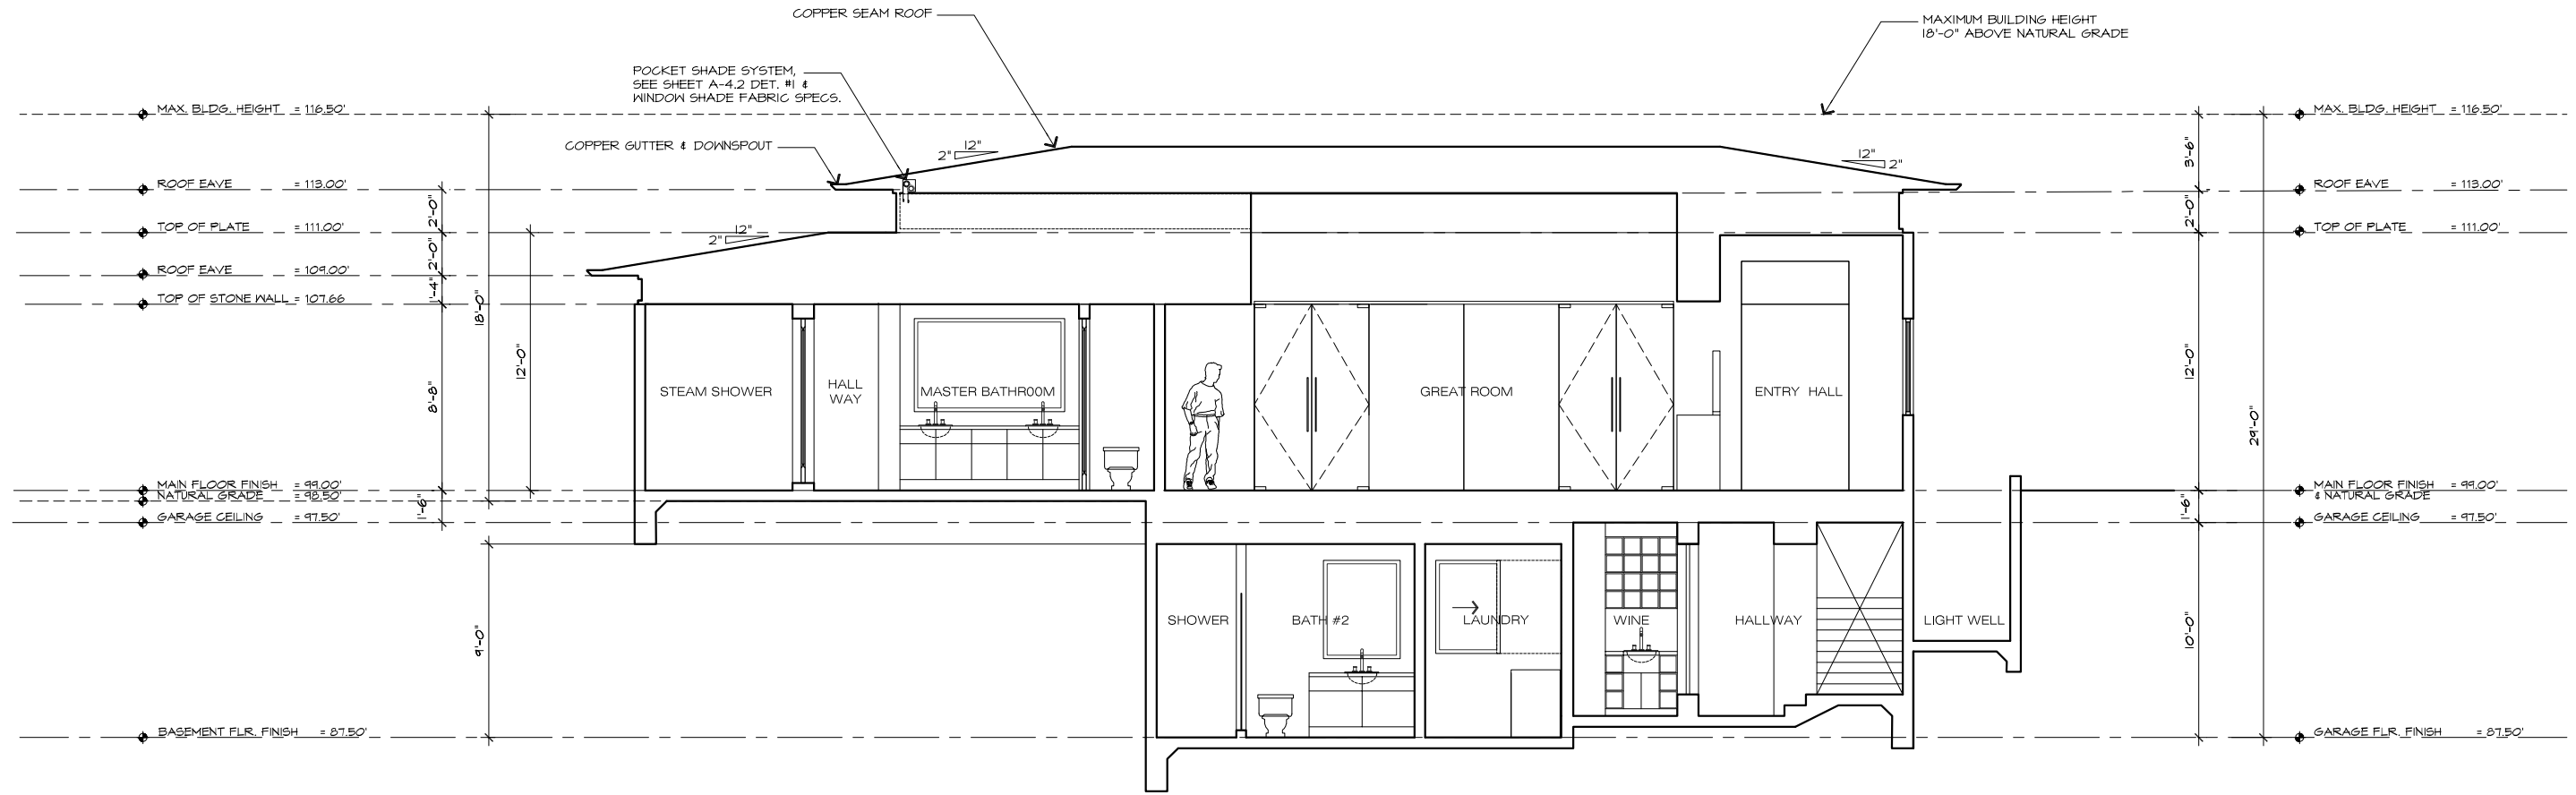 COPPER SEAM ROOF
MAXIMUM BUILDING HEIGHT
18'-0" ABOVE NATURAL GRADE
POCKET SHADE SYSTEM,
SEE SHEET A-4.2 DET. #1 &
WINDOW SHADE FABRIC SPECS.
COPPER GUTTER & DOWNSPOUT
MAX. BLDG. HEIGHT = 116.50'
ROOF EAVE = 113.00'
TOP OF PLATE = 111.00'
ROOF EAVE = 109.00'
TOP OF STONE WALL = 107.66
MAIN FLOOR FINISH = 99.00'
NATURAL GRADE = 98.50'
GARAGE CEILING = 97.50'
BASEMENT FLR. FINISH = 87.50'
2'-0"
2'-0"
1'-4"
8'-8"
1'-6"
18'-0"
9'-0"
12'-0"
12"
2"
12"
2"
12"
2"
STEAM SHOWER
HALL
WAY
MASTER BATHR00M
GREAT ROOM
ENTRY HALL
SHOWER
BATH #2
LAUNDRY
WINE
HALLWAY
LIGHT WELL
3'-6"
2'-0"
12'-0"
1'-6"
10'-0"
29'-0"
MAX. BLDG. HEIGHT = 116.50'
ROOF EAVE = 113.00'
TOP OF PLATE = 111.00'
MAIN FLOOR FINISH = 99.00'
& NATURAL GRADE
GARAGE CEILING = 97.50'
GARAGE FLR. FINISH = 87.50'